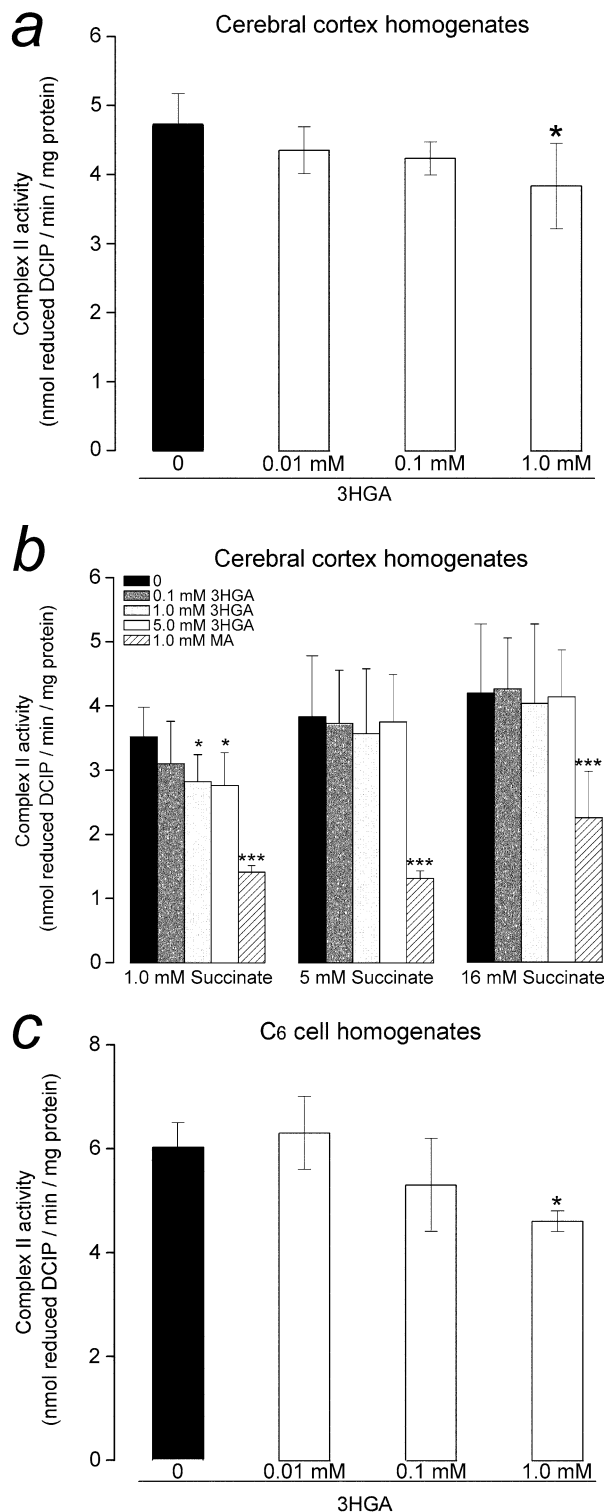 a
Cerebral cortex homogenates
Complex II activity
(nmol reduced DCIP / min / mg protein)
6
5
4
3
2
1
0
*
0
0.01 mM
0.1 mM
1.0 mM
3HGA
b
Cerebral cortex homogenates
Complex II activity
(nmol reduced DCIP / min / mg protein)
6
5
4
3
2
1
0
0
0.1 mM 3HGA
1.0 mM 3HGA
5.0 mM 3HGA
1.0 mM MA
*
*
***
***
***
1.0 mM Succinate
5 mM Succinate
16 mM Succinate
c
C6 cell homogenates
Complex II activity
(nmol reduced DCIP / min / mg protein)
8
6
4
2
0
*
0
0.01 mM
0.1 mM
1.0 mM
3HGA